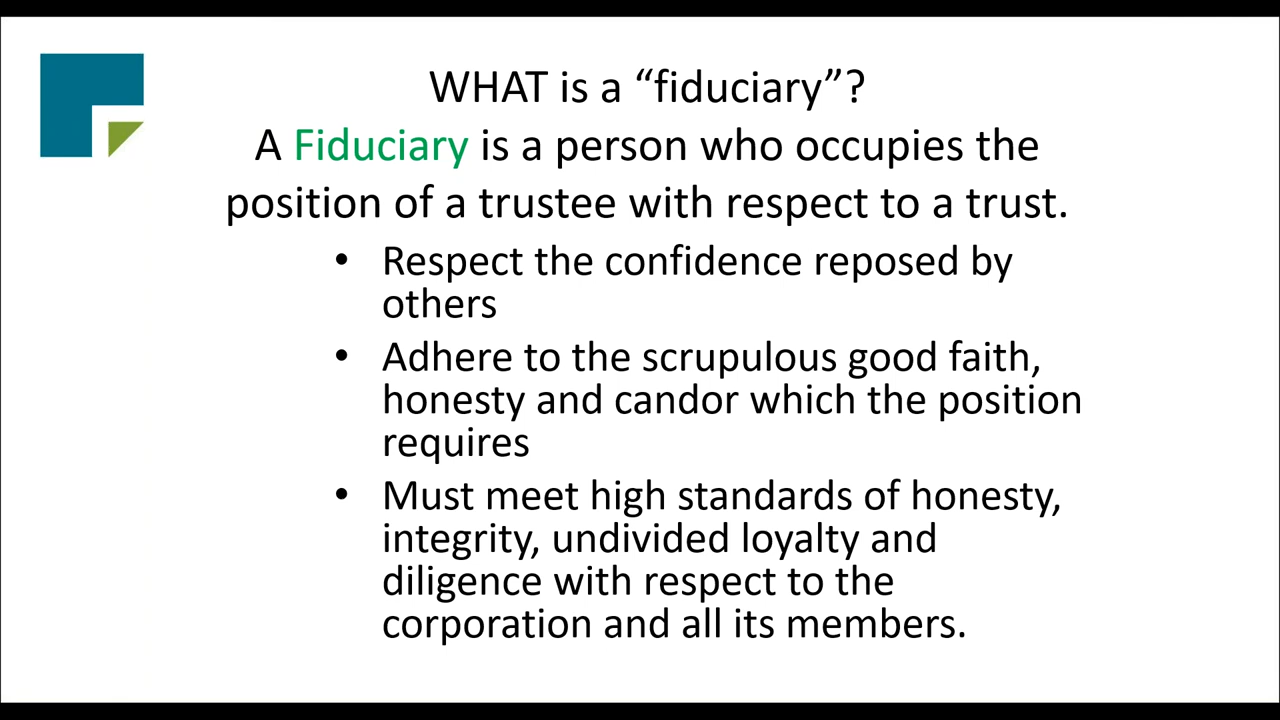 WHAT is a “fiduciary”?
A Fiduciary is a person who occupies the
position of a trustee with respect to a trust.
• Respect the confidence reposed by
others
• Adhere to the scrupulous good faith,
honesty and candor which the position
requires
• Must meet high standards of honesty,
integrity, undivided loyalty and
diligence with respect to the
corporation and all its members.